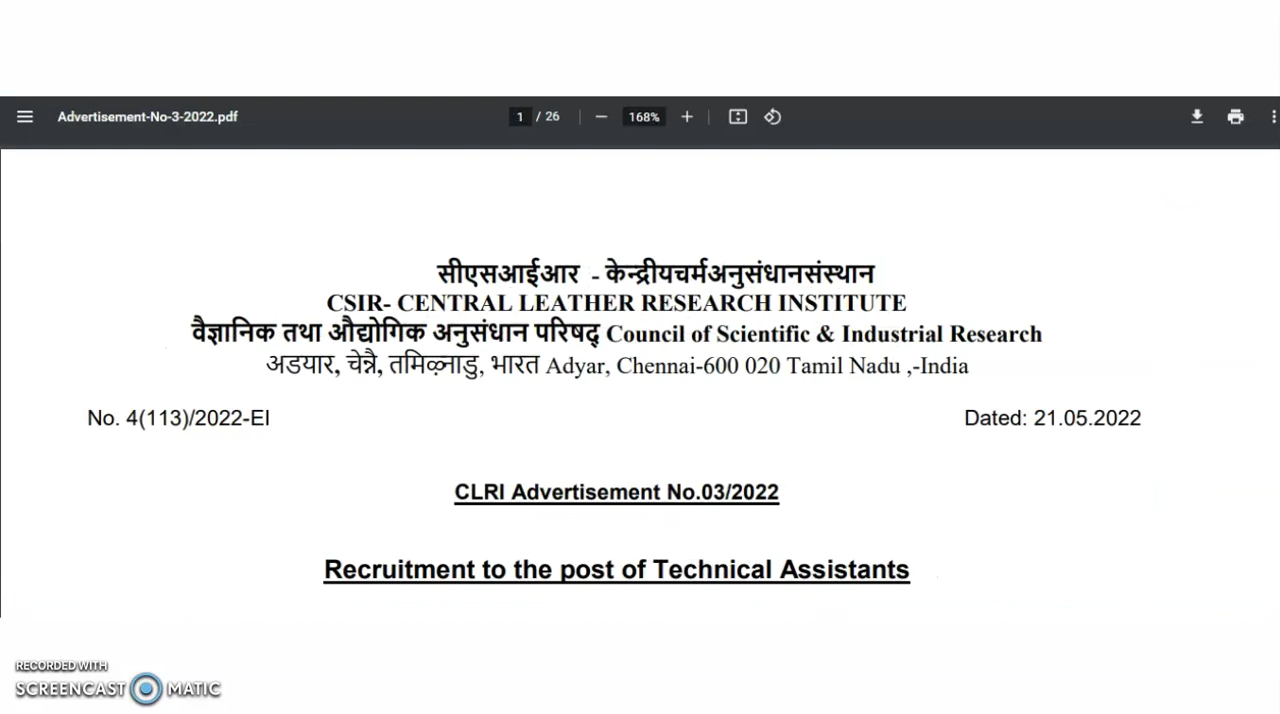 Advertisement-No-3-2022.pdf 1 / 26 168%
सीएसआईआर - केन्द्रीयचर्मअनुसंधानसंस्थान
CSIR- CENTRAL LEATHER RESEARCH INSTITUTE
वैज्ञानिक तथा औद्योगिक अनुसंधान परिषद् Council of Scientific & Industrial Research
अडयार, चेन्नै, तमिऴ्नाडु, भारत Adyar, Chennai-600 020 Tamil Nadu ,-India
No. 4(113)/2022-EI Dated: 21.05.2022
CLRI Advertisement No.03/2022
Recruitment to the post of Technical Assistants
RECORDED WITH
SCREENCAST MATIC